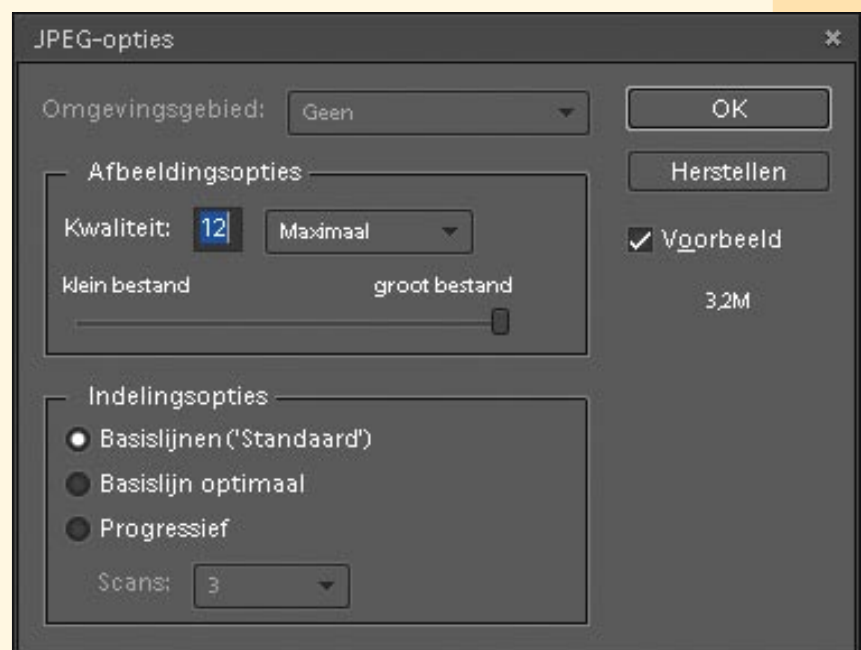 JPEG-opties
Omgevingsgebied: Geen
OK
Afbeeldingsopties
Herstellen
Kwaliteit: 12 Maximaal
Voorbeeld
klein bestand groot bestand
3,2M
Indelingsopties
Basislijnen ('Standaard')
Basislijn optimaal
Progressief
Scans: 3